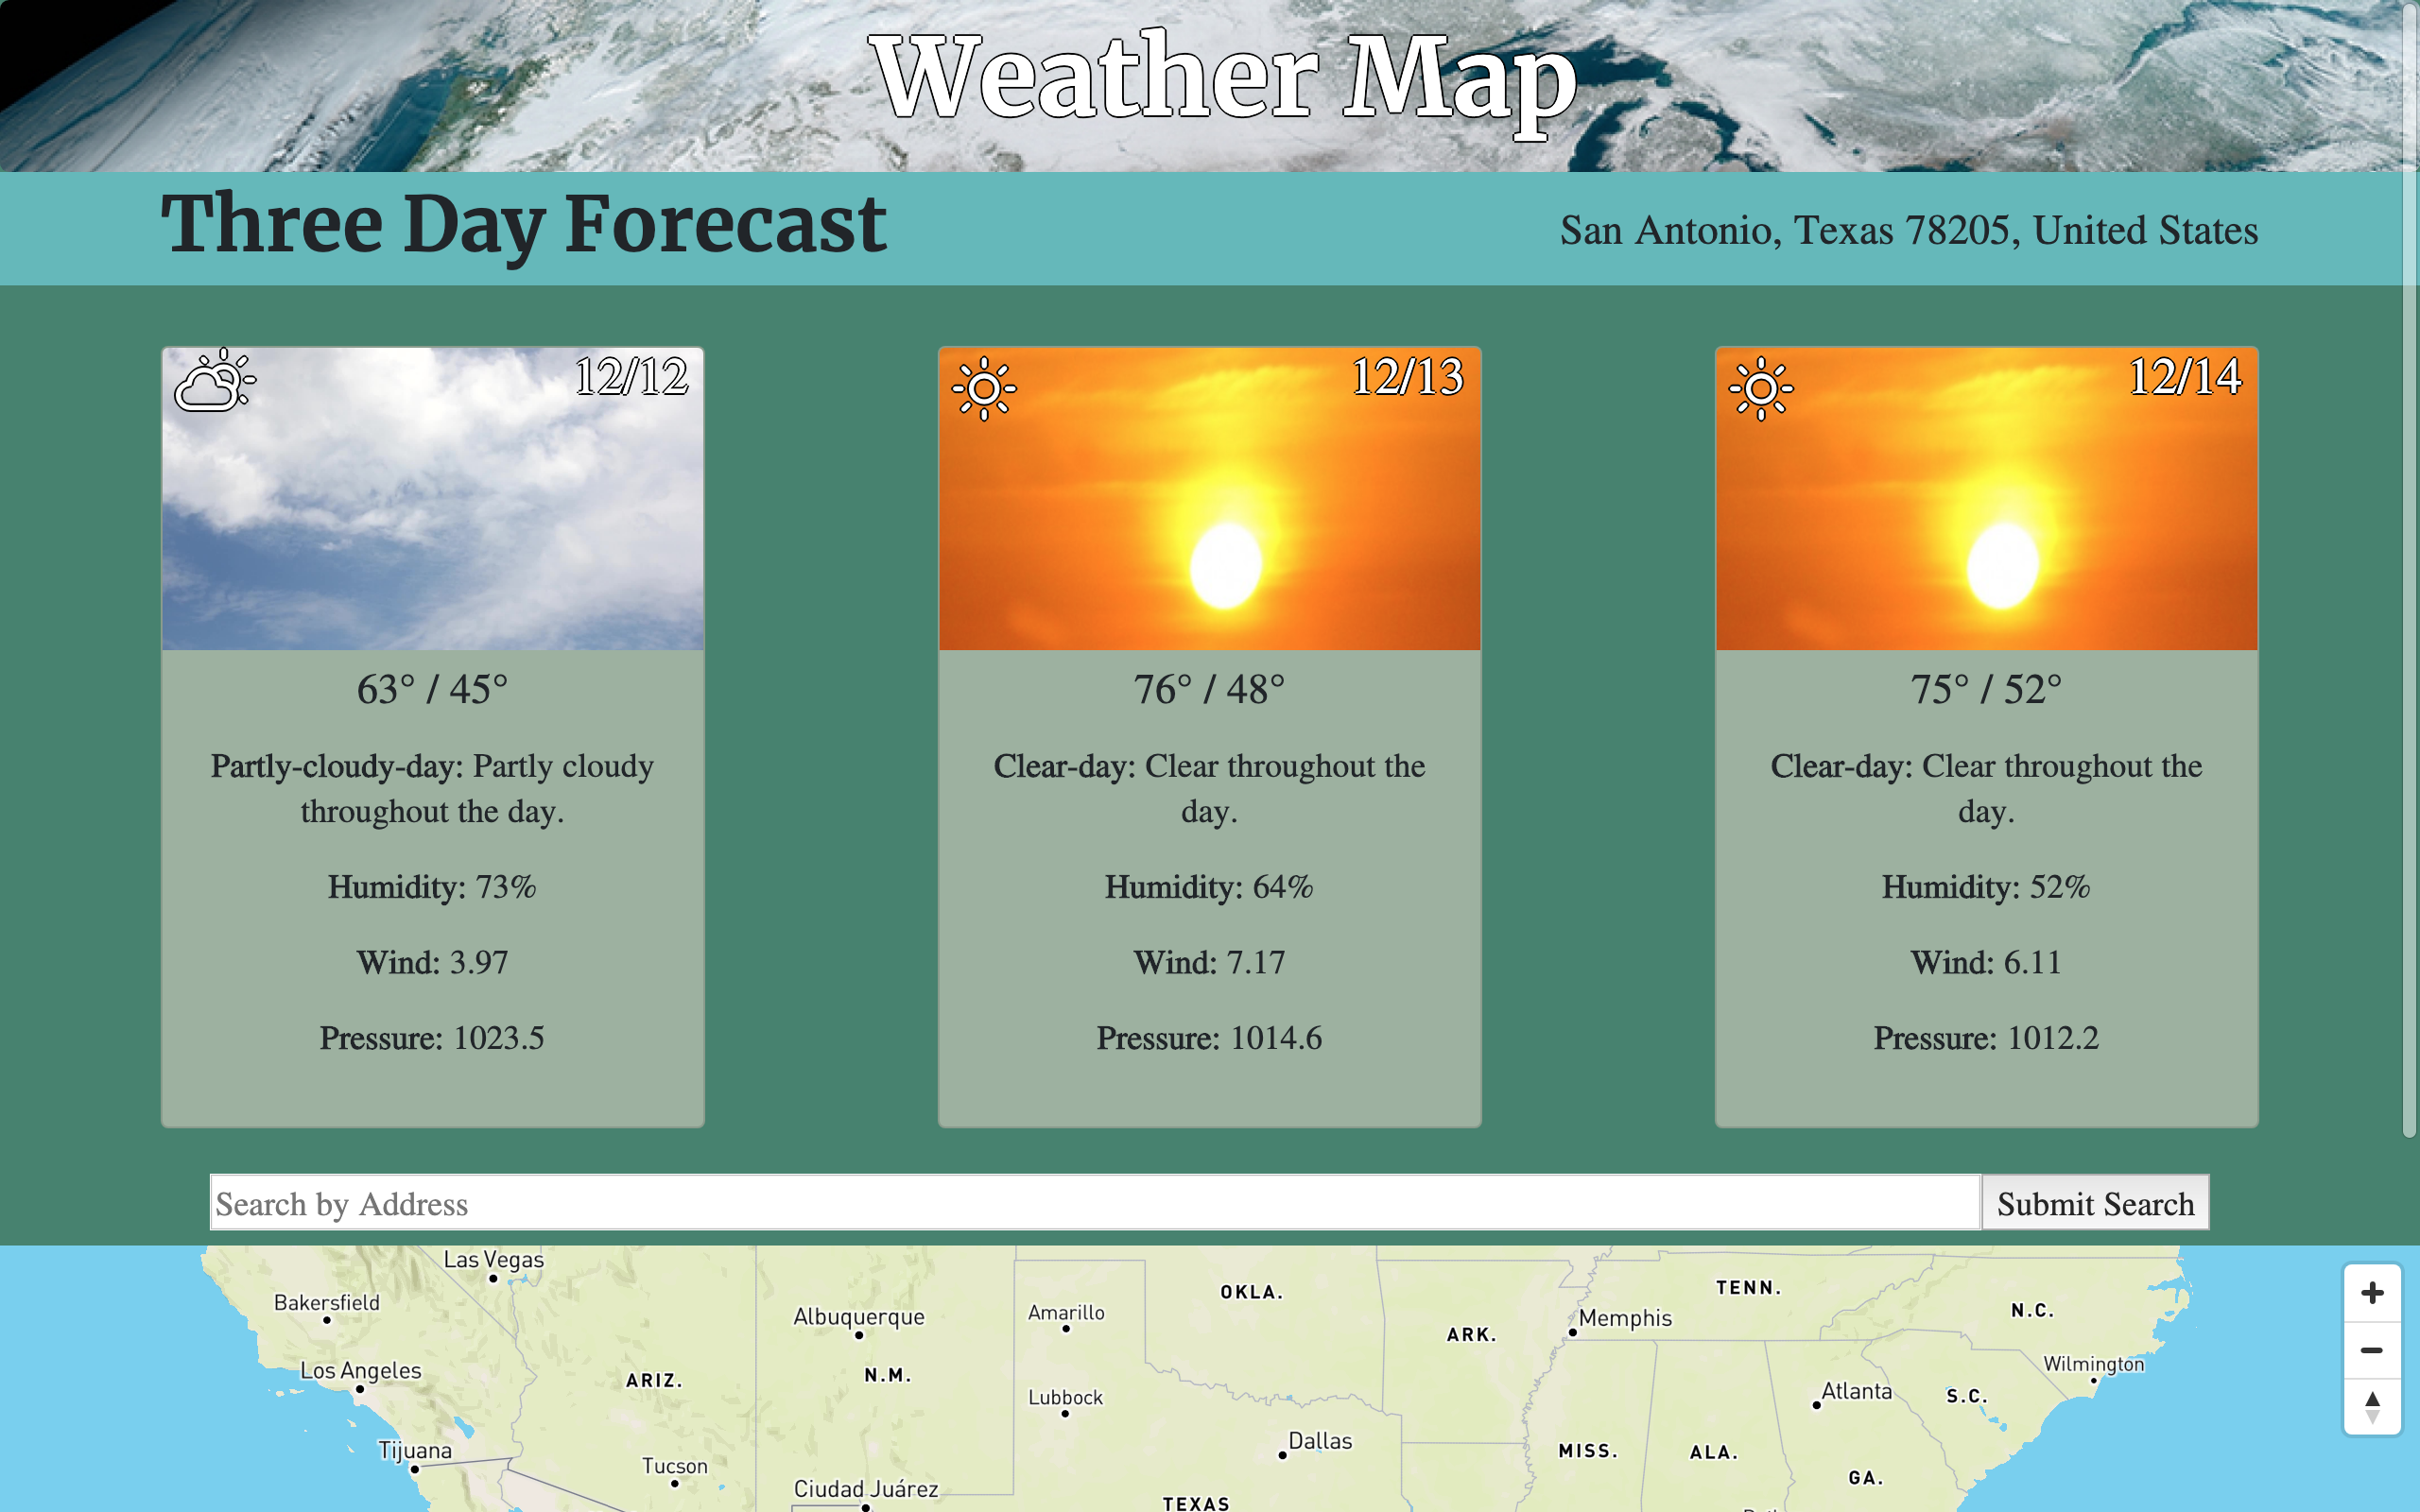 Weather Map
Three Day Forecast
San Antonio, Texas 78205, United States
12/12
63° / 45°
Partly-cloudy-day: Partly cloudy
throughout the day.
Humidity: 73%
Wind: 3.97
Pressure: 1023.5
12/13
76° / 48°
Clear-day: Clear throughout the
day.
Humidity: 64%
Wind: 7.17
Pressure: 1014.6
12/14
75° / 52°
Clear-day: Clear throughout the
day.
Humidity: 52%
Wind: 6.11
Pressure: 1012.2
Search by Address
Submit Search
Las Vegas
OKLA.
TENN.
Bakersfield
Albuquerque
Amarillo
Memphis
N.C.
ARK.
Los Angeles
ARIZ.
N.M.
Wilmington
Lubbock
Atlanta
S.C.
Tijuana
Dallas
MISS.
ALA.
Tucson
GA.
Ciudad Juárez
TEXAS